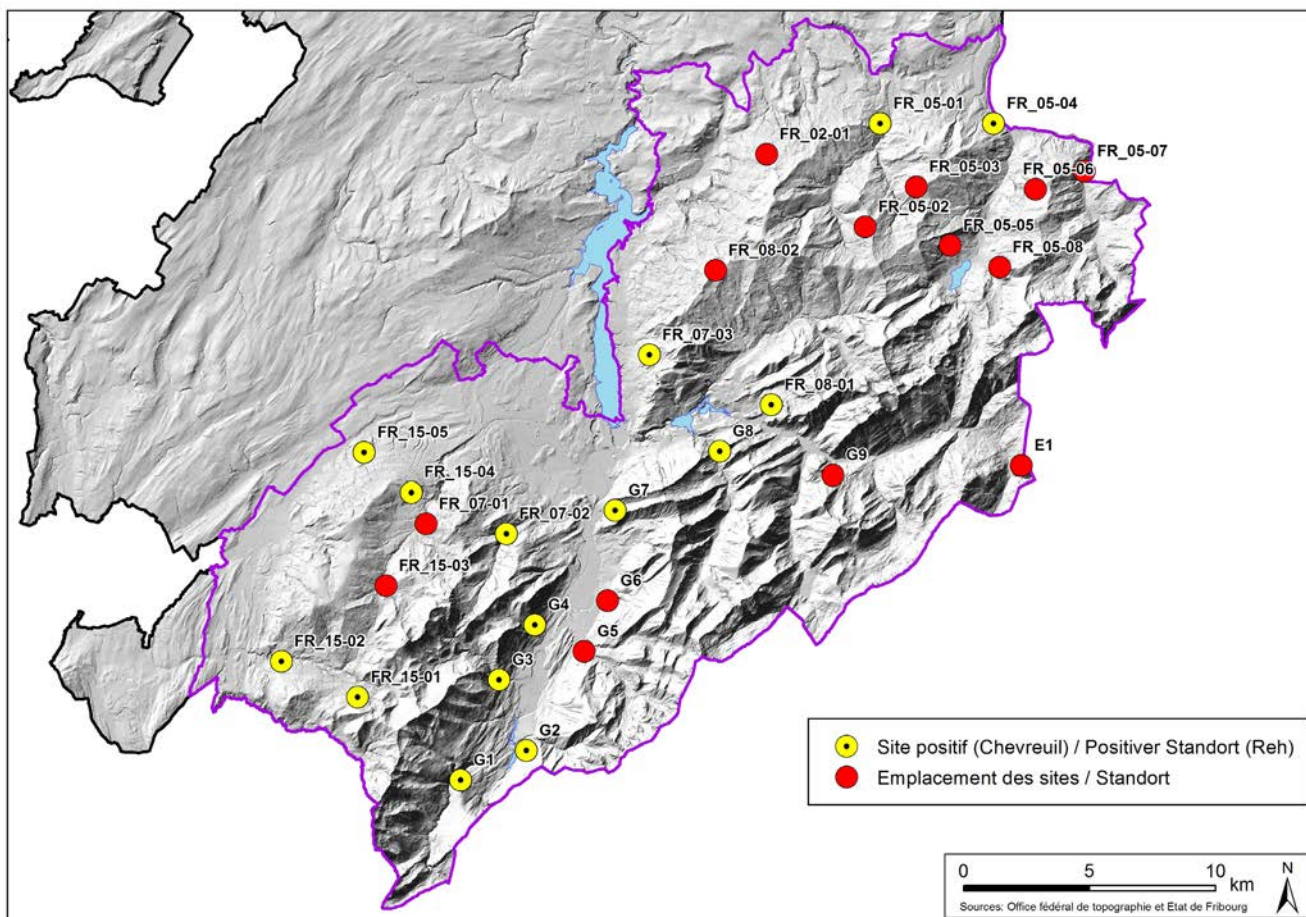 FR_05-01
FR_05-04
FR_02-01
FR_05-07
FR_05-03
FR_05-06
FR_05-02
FR_05-05
FR_08-02
FR_05-08
FR_07-03
FR_08-01
FR_15-05
G8
E1
G9
FR_15-04
G7
FR_07-01
FR_07-02
FR_15-03
G6
G4
G5
FR_15-02
G3
FR_15-01
G2
G1
Site positif (Chevreuil) / Positiver Standort (Reh)
Emplacement des sites / Standort
0 5 10 km
N
Sources: Office fédéral de topographie et Etat de Fribourg